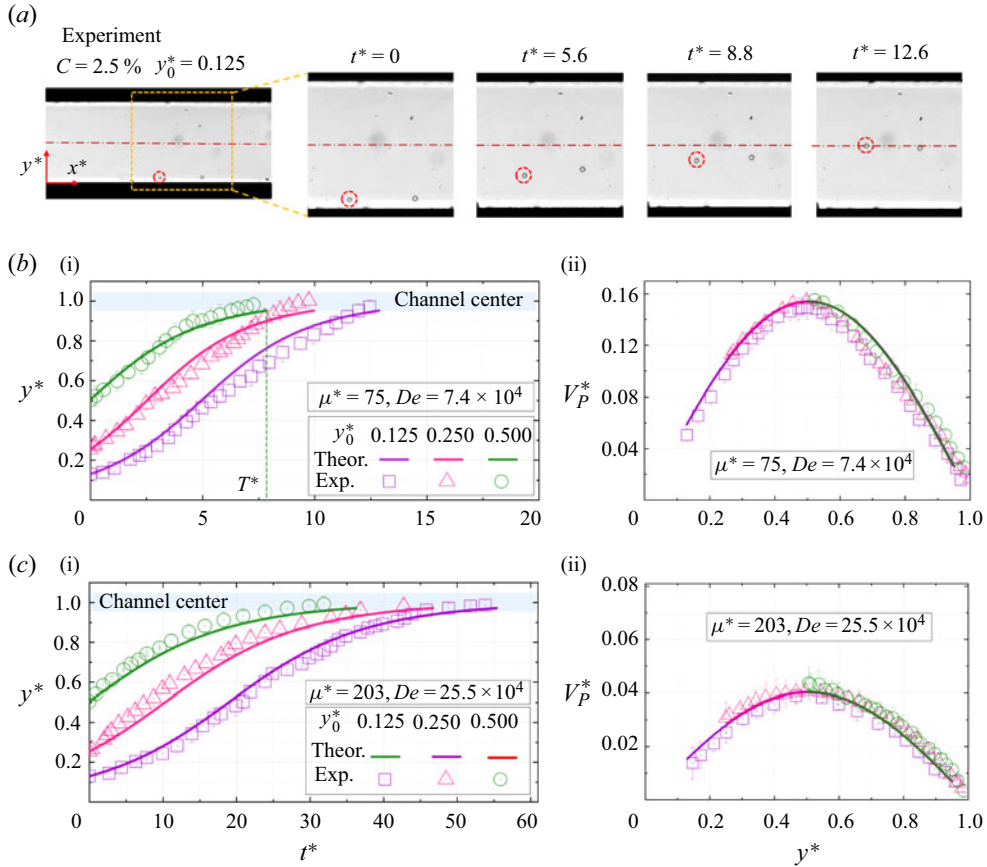 (a)
Experiment
C = 2.5 % y₀* = 0.125
t* = 0
t* = 5.6
t* = 8.8
t* = 12.6
y*
x*
(b)
(i)
1.0
0.8
0.6
0.4
0.2
y*
Channel center
μ* = 75, De = 7.4 × 10⁴
y₀* 0.125 0.250 0.500
Theor.
Exp.
T*
0 5 10 15 20
(ii)
0.16
0.12
0.08
0.04
V_P*
μ* = 75, De = 7.4 × 10⁴
0 0.2 0.4 0.6 0.8 1.0
(c)
(i)
1.0
0.8
0.6
0.4
0.2
y*
Channel center
μ* = 203, De = 25.5 × 10⁴
y₀* 0.125 0.250 0.500
Theor.
Exp.
0 10 20 30 40 50 60
t*
(ii)
0.08
0.06
0.04
0.02
V_P*
μ* = 203, De = 25.5 × 10⁴
0 0.2 0.4 0.6 0.8 1.0
y*